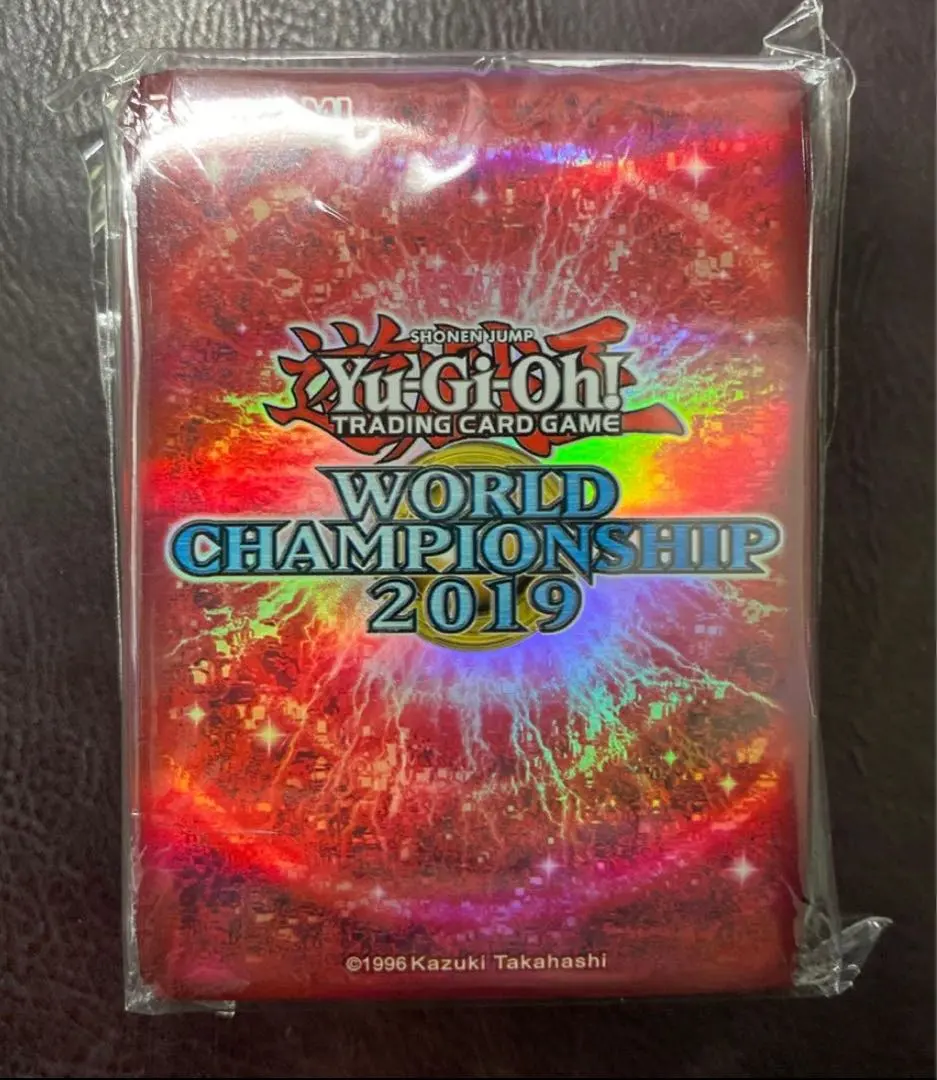 SHONEN JUMP
Yu-Gi-Oh!
TRADING CARD GAME
WORLD
CHAMPIONSHIP
2019
©1996 Kazuki Takahashi